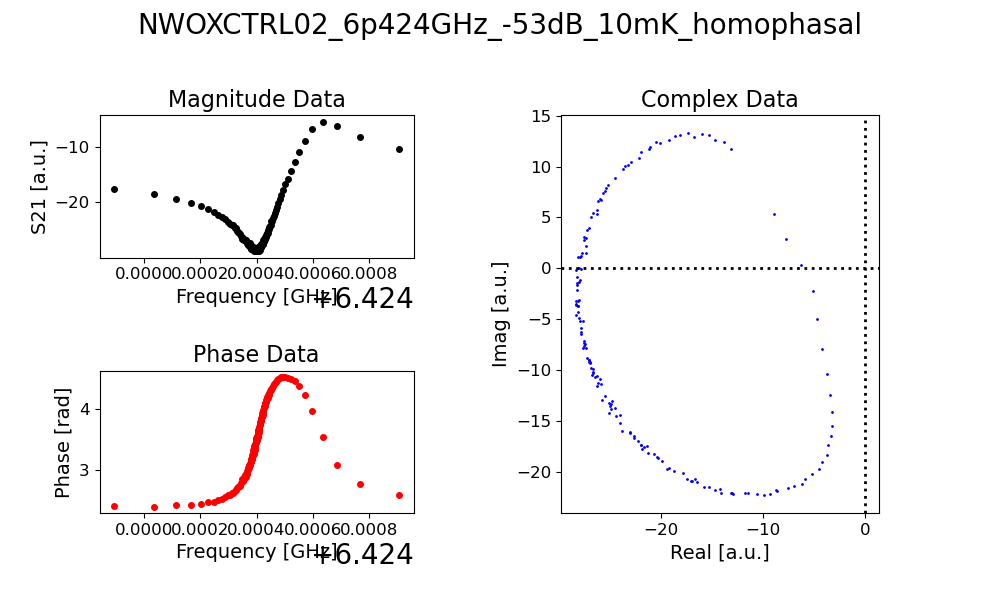 NWOXCTRL02_6p424GHz_-53dB_10mK_homophasal
Magnitude Data
S21 [a.u.]
−10
−20
0.0000 0.0002 0.0004 0.0006 0.0008
Frequency [GHz]
+6.424
Phase Data
Phase [rad]
4
3
0.0000 0.0002 0.0004 0.0006 0.0008
Frequency [GHz]
+6.424
Complex Data
Imag [a.u.]
15
10
5
0
−5
−10
−15
−20
−20 −10 0
Real [a.u.]